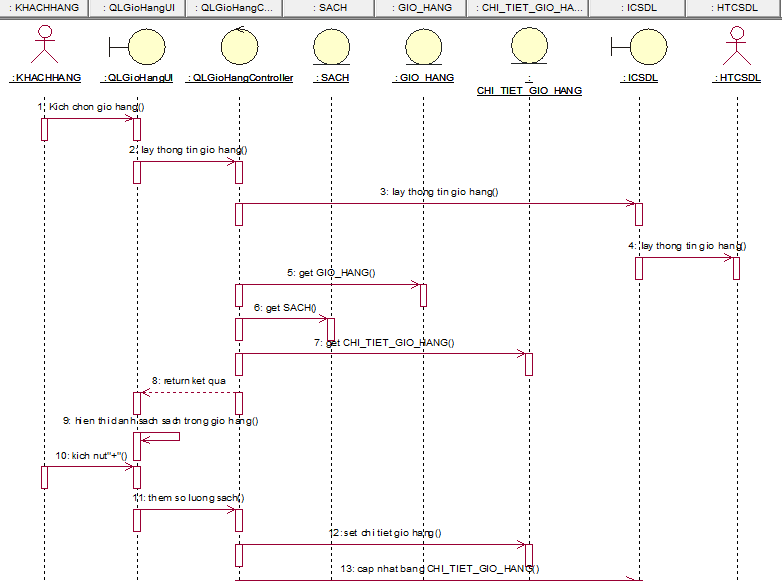 : KHACHHANG
: QLGioHangUI
: QLGioHangC...
: SACH
: GIO_HANG
: CHI_TIET_GIO_HA...
: ICSDL
: HTCSDL
: KHACHHANG
: QLGioHangUI
: QLGioHangController
: SACH
: GIO_HANG
:
CHI_TIET_GIO_HANG
: ICSDL
: HTCSDL
1: Kich chon gio hang()
2: lay thong tin gio hang()
3: lay thong tin gio hang()
4: lay thong tin gio hang()
5: get GIO_HANG()
6: get SACH()
7: get CHI_TIET_GIO_HANG()
8: return ket qua
9: hien thi danh sach sach trong gio hang()
10: kich nut"+"()
11: them so luong sach()
12: set chi tiet gio hang()
13: cap nhat bang CHI_TIET_GIO_HANG()